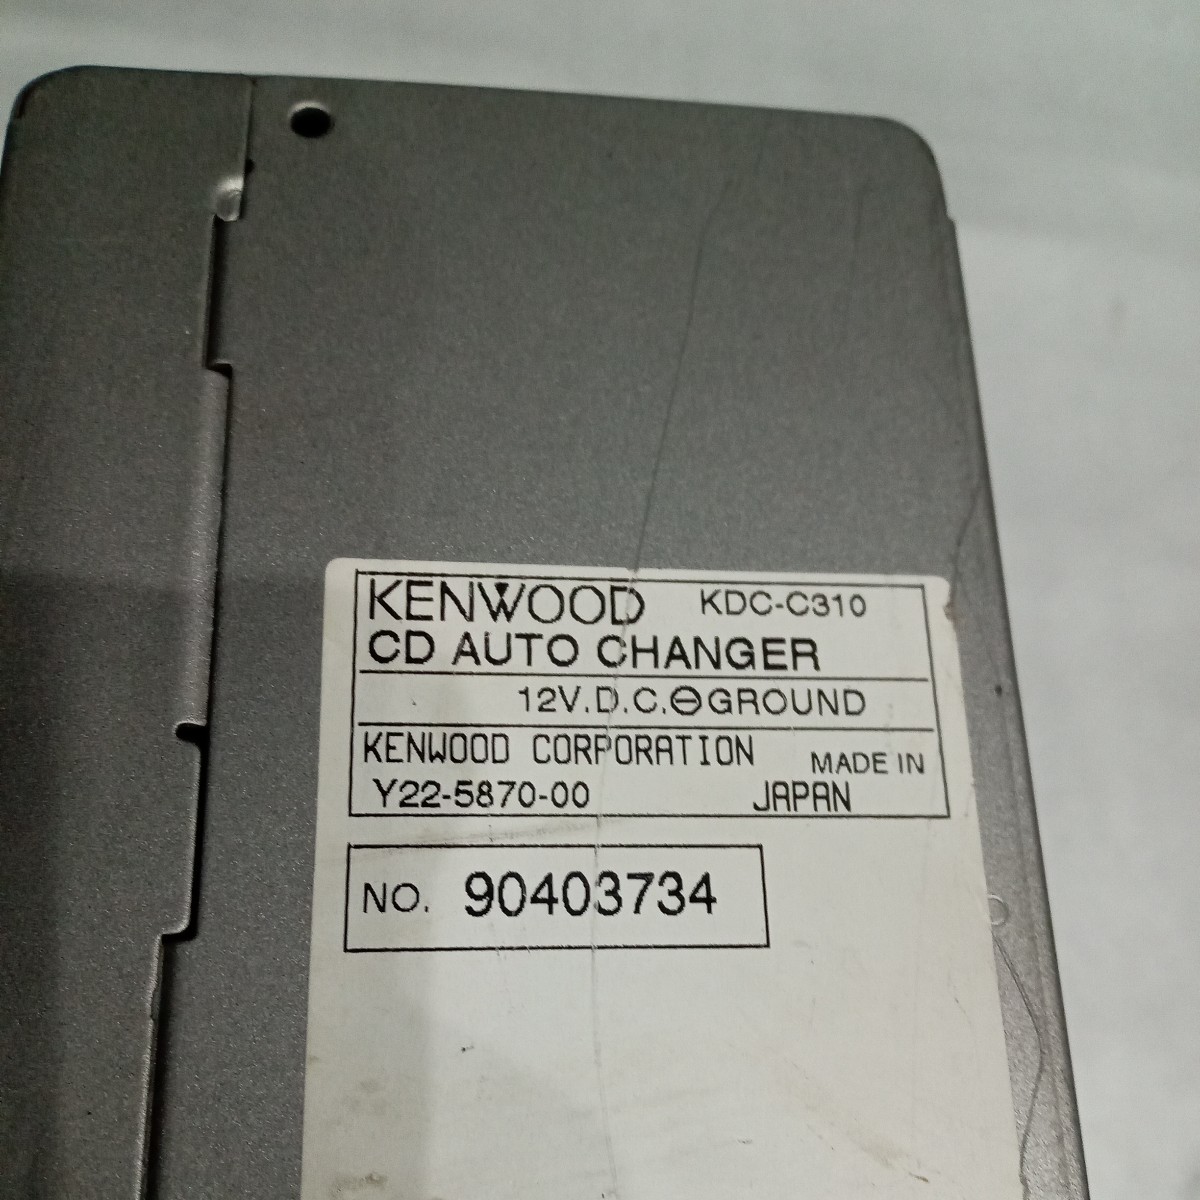 KENWOOD KDC-C310
CD AUTO CHANGER
12V.D.C.⊖GROUND
KENWOOD CORPORATION MADE IN
Y22-5870-00 JAPAN
NO. 90403734